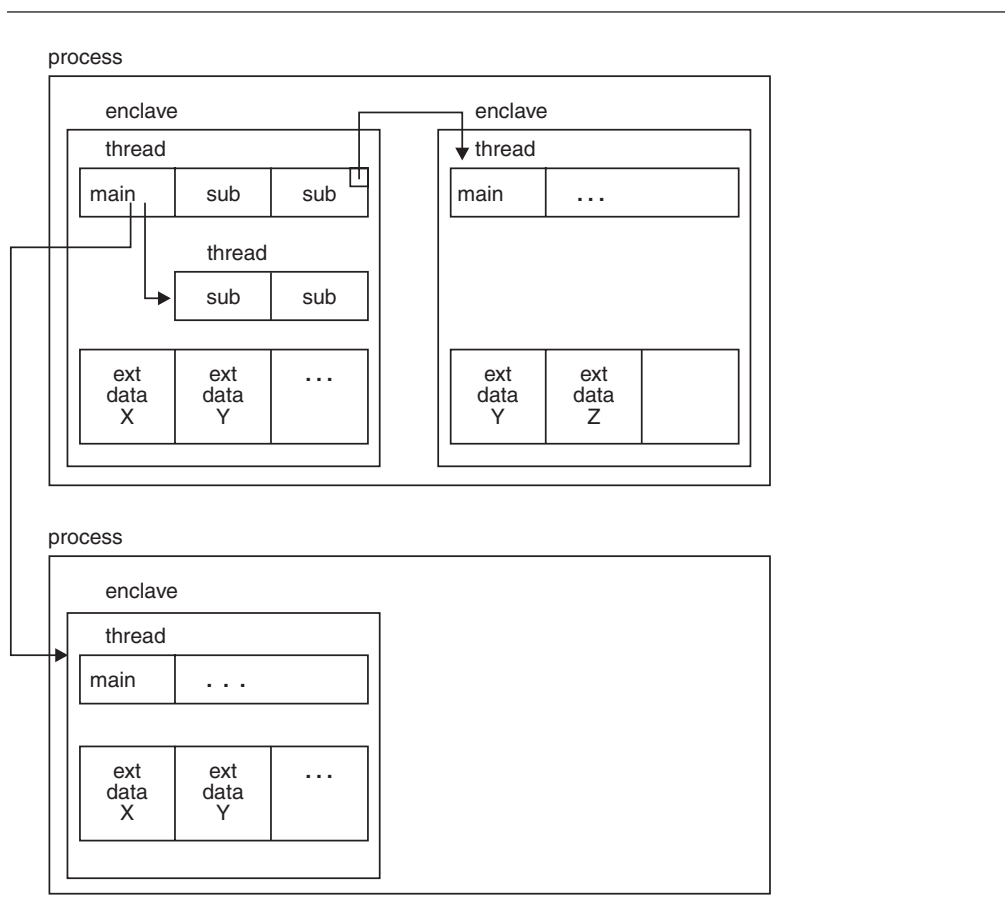 process
enclave
enclave
thread
thread
main sub sub
main ...
thread
sub sub
ext data X
ext data Y
...
ext data Y
ext data Z
process
enclave
thread
main ...
ext data X
ext data Y
...